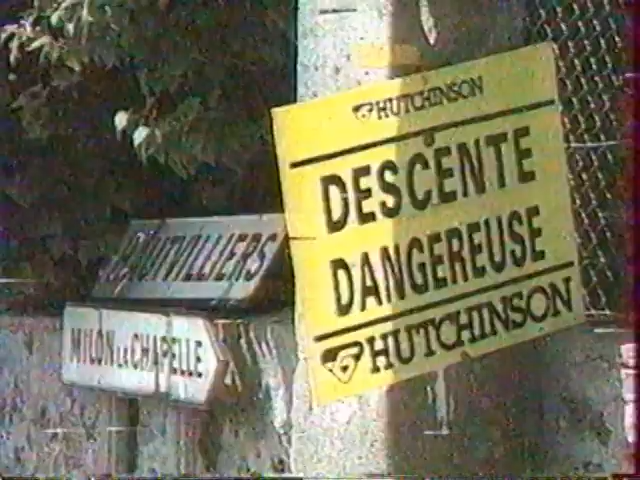 HUTCHINSON
DESCENTE
DANGEREUSE
HUTCHINSON
MILON LA CHAPELLE